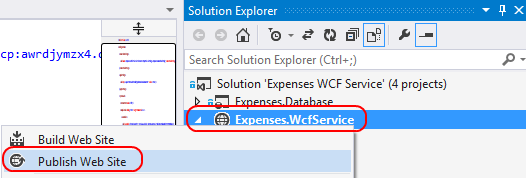 Solution Explorer
cp:awrdjymzx4.
Search Solution Explorer (Ctrl+;)
Solution 'Expenses WCF Service' (4 projects)
Expenses.Database
Expenses.WcfService
Build Web Site
Publish Web Site